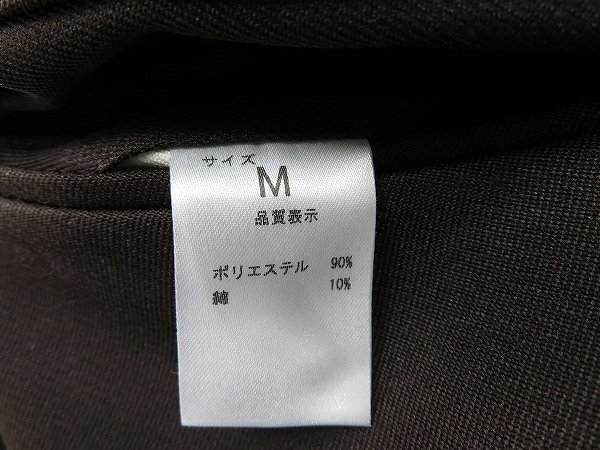 サイズ
M
品質表示
ポリエステル 90%
綿 10%